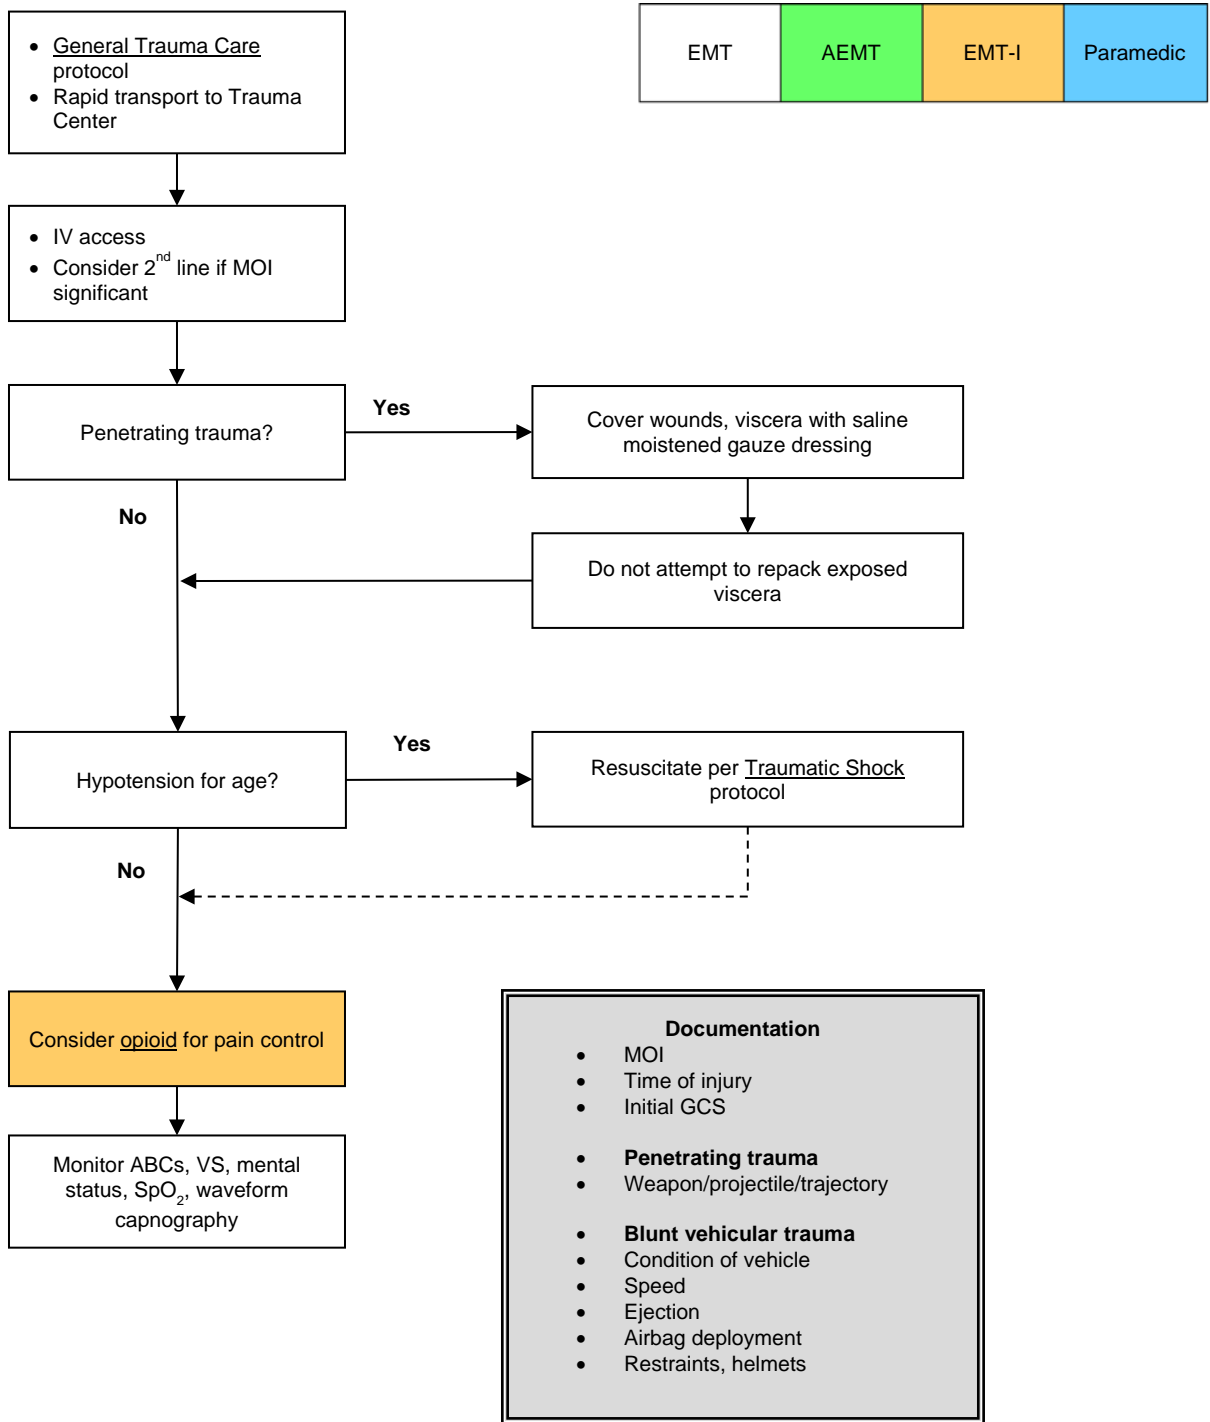 EMT
AEMT
EMT-I
Paramedic
• General Trauma Care
protocol
• Rapid transport to Trauma
Center
• IV access
• Consider 2nd line if MOI
significant
Penetrating trauma?
Yes
Cover wounds, viscera with saline
moistened gauze dressing
No
Do not attempt to repack exposed
viscera
Hypotension for age?
Yes
Resuscitate per Traumatic Shock
protocol
No
Consider opioid for pain control
Monitor ABCs, VS, mental
status, SpO2, waveform
capnography
Documentation
• MOI
• Time of injury
• Initial GCS
• Penetrating trauma
• Weapon/projectile/trajectory
• Blunt vehicular trauma
• Condition of vehicle
• Speed
• Ejection
• Airbag deployment
• Restraints, helmets